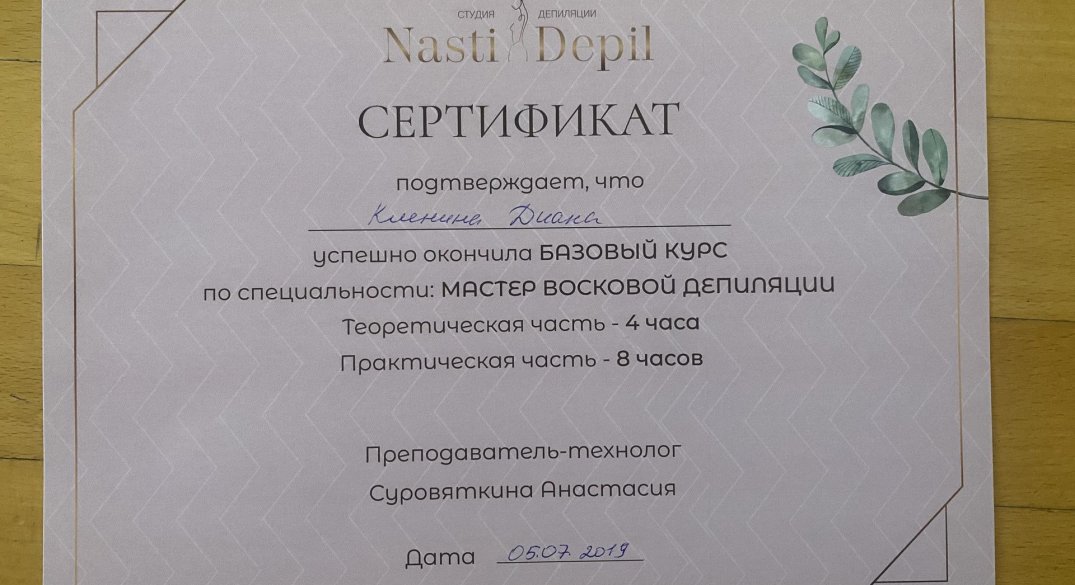 СТУДИЯ ДЕПИЛЯЦИИ
Nasti Depil
СЕРТИФИКАТ
подтверждает, что
Кленина Диана
успешно окончила БАЗОВЫЙ КУРС
по специальности: МАСТЕР ВОСКОВОЙ ДЕПИЛЯЦИИ
Теоретическая часть - 4 часа
Практическая часть - 8 часов
Преподаватель-технолог
Суровяткина Анастасия
Дата 05.07.2019